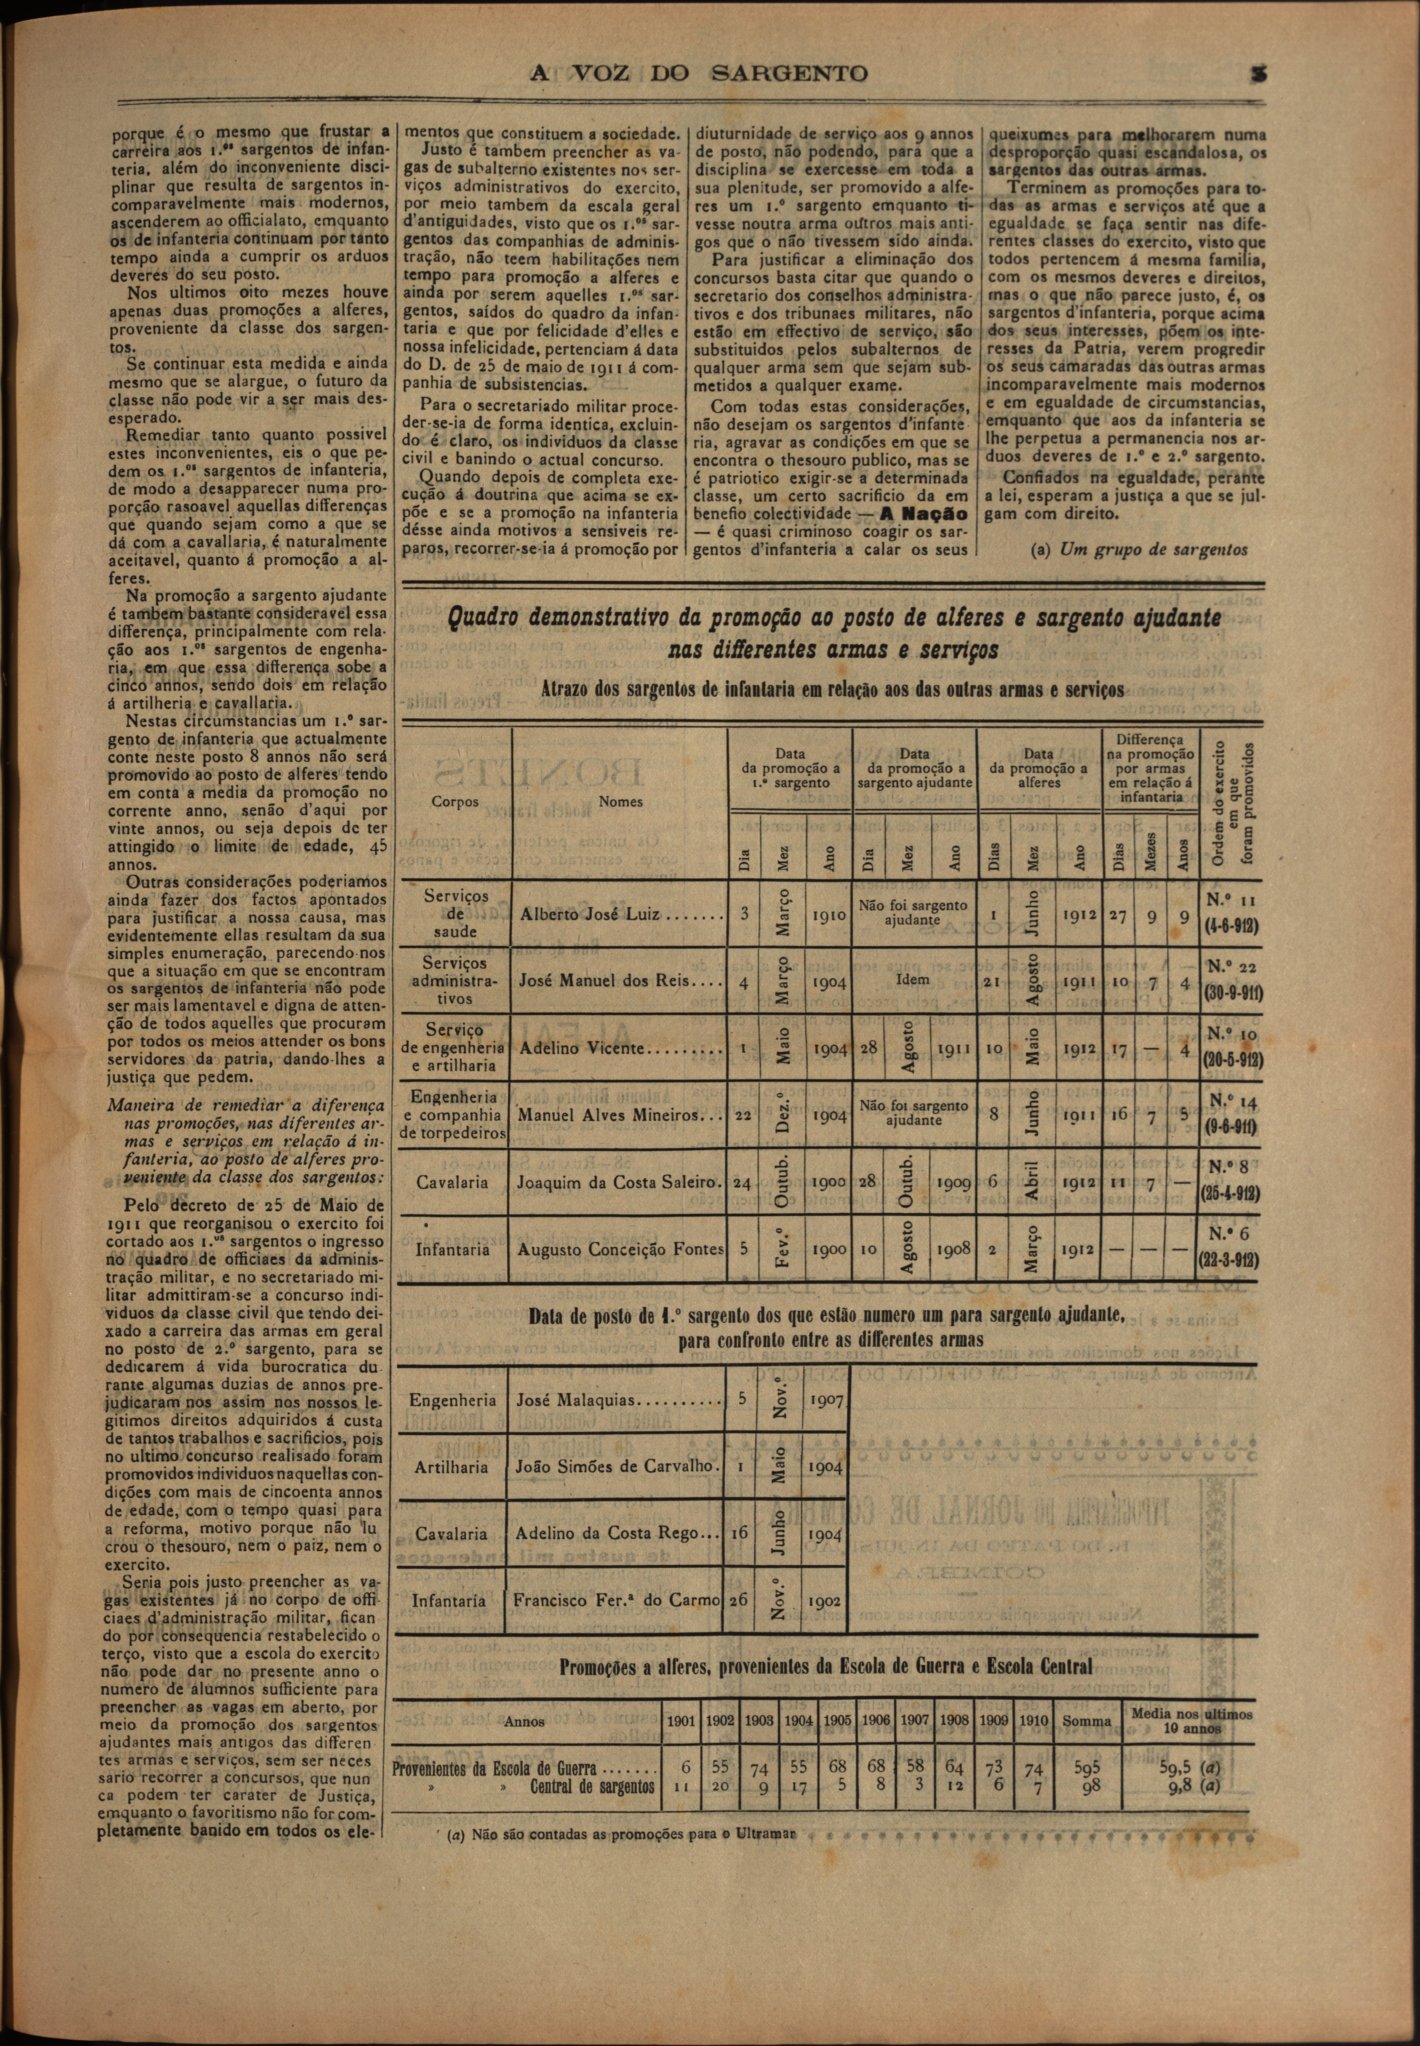 A VOZ DO SARGENTO
3
porque é o mesmo que frustar a
carreira aos 1.ºs sargentos de infan-
teria, além do inconveniente disci-
plinar que resulta de sargentos in-
comparavelmente mais modernos,
ascenderem ao officialato, emquanto
os de infanteria continuam por tanto
tempo ainda a cumprir os arduos
deveres do seu posto.
Nos ultimos oito mezes houve
apenas duas promoções a alferes,
proveniente da classe dos sargen-
tos.
Se continuar esta medida e ainda
mesmo que se alargue, o futuro da
classe não pode vir a ser mais des-
esperado.
Remediar tanto quanto possivel
estes inconvenientes, eis o que pe-
dem os 1.ºs sargentos de infanteria,
de modo a desapparecer numa pro-
porção rasoavel aquellas differenças
que quando sejam como a que se
dá com a cavallaria, é naturalmente
aceitavel, quanto á promoção a al-
feres.
Na promoção a sargento ajudante
é tambem bastante consideravel essa
differença, principalmente com rela-
ção aos 1.ºs sargentos de engenha-
ria, em que essa differença sobe a
cinco annos, sendo dois em relação
á artilheria e cavallaria.
Nestas circumstancias um 1.º sar-
gento de infanteria que actualmente
conte neste posto 8 annos não será
promovido ao posto de alferes tendo
em conta a media da promoção no
corrente anno, senão d'aqui por
vinte annos, ou seja depois de ter
attingido o limite de edade, 45
annos.
Outras considerações poderiamos
ainda fazer dos factos apontados
para justificar a nossa causa, mas
evidentemente ellas resultam da sua
simples enumeração, parecendo-nos
que a situação em que se encontram
os sargentos de infanteria não pode
ser mais lamentavel e digna de atten-
ção de todos aquelles que procuram
por todos os meios attender os bons
servidores da patria, dando-lhes a
justiça que pedem.
Maneira de remediar a diferença
nas promoções, nas diferentes ar-
mas e serviços em relação á in-
fanteria, ao posto de alferes pro-
veniente da classe dos sargentos:
Pelo decreto de 25 de Maio de
1911 que reorganisou o exercito foi
cortado aos 1.ºs sargentos o ingresso
no quadro de officiaes da adminis-
tração militar, e no secretariado mi-
litar admittiram-se a concurso indi-
viduos da classe civil que tendo dei-
xado a carreira das armas em geral
no posto de 2.º sargento, para se
dedicarem á vida burocratica du-
rante algumas duzias de annos pre-
judicaram nos assim nos nossos le-
gitimos direitos adquiridos á custa
de tantos trabalhos e sacrificios, pois
no ultimo concurso realisado foram
promovidos individuos naquellas con-
dições com mais de cincoenta annos
de edade, com o tempo quasi para
a reforma, motivo porque não lu
crou o thesouro, nem o paiz, nem o
exercito.
Seria pois justo preencher as va-
gas existentes já no corpo de offi-
ciaes d'administração militar, fican
do por consequencia restabelecido o
terço, visto que a escola do exercito
não pode dar no presente anno o
numero de alumnos sufficiente para
preencher as vagas em aberto, por
meio da promoção dos sargentos
ajudantes mais antigos das differen
tes armas e serviços, sem ser neces
sario recorrer a concursos, que nun
ca podem ter carater de Justiça,
emquanto o favoritismo não for com-
pletamente banido em todos os ele-
mentos que constituem a sociedade.
Justo é tambem preencher as va-
gas de subalterno existentes nos ser-
viços administrativos do exercito,
por meio tambem da escala geral
d'antiguidades, visto que os 1.ºs sar-
gentos das companhias de adminis-
tração, não teem habilitações nem
tempo para promoção a alferes e
ainda por serem aquelles 1.ºs sar-
gentos, saídos do quadro da infan-
taria e que por felicidade d'elles e
nossa infelicidade, pertenciam á data
do D. de 25 de maio de 1911 á com-
panhia de subsistencias.
Para o secretariado militar proce-
der-se-ia de forma identica, excluin-
do é claro, os individuos da classe
civil e banindo o actual concurso.
Quando depois de completa exe-
cução á doutrina que acima se ex-
põe e se a promoção na infanteria
désse ainda motivos a sensiveis re-
paros, recorrer-se-ia á promoção por
diuturnidade de serviço aos 9 annos
de posto, não podendo, para que a
disciplina se exercesse em toda a
sua plenitude, ser promovido a alfe-
res um 1.º sargento emquanto ti-
vesse noutra arma outros mais anti-
gos que o não tivessem sido ainda.
Para justificar a eliminação dos
concursos basta citar que quando o
secretario dos conselhos administra-
tivos e dos tribunaes militares, não
estão em effectivo de serviço, são
substituidos pelos subalternos de
qualquer arma sem que sejam sub-
metidos a qualquer exame.
Com todas estas considerações,
não desejam os sargentos d'infante
ria, agravar as condições em que se
encontra o thesouro publico, mas se
é patriotico exigir-se a determinada
classe, um certo sacrificio da em
benefio colectividade — A Nação
— é quasi criminoso coagir os sar-
gentos d'infanteria a calar os seus
queixumes para melhorarem numa
desproporção quasi escandalosa, os
sargentos das outras armas.
Terminem as promoções para to-
das as armas e serviços até que a
egualdade se faça sentir nas dife-
rentes classes do exercito, visto que
todos pertencem á mesma familia,
com os mesmos deveres e direitos,
mas o que não parece justo, é, os
sargentos d'infanteria, porque acima
dos seus interesses, põem os inte-
resses da Patria, verem progredir
os seus camaradas das outras armas
incomparavelmente mais modernos
e em egualdade de circumstancias,
emquanto que aos da infanteria se
lhe perpetua a permanencia nos ar-
duos deveres de 1.º e 2.º sargento.
Confiados na egualdade, perante
a lei, esperam a justiça a que se jul-
gam com direito.
(a) Um grupo de sargentos
Quadro demonstrativo da promoção ao posto de alferes e sargento ajudante
nas differentes armas e serviços
Atrazo dos sargentos de infantaria em relação aos das outras armas e serviços
Corpos
Nomes
Data
da promoção a
1.º sargento
Data
da promoção a
sargento ajudante
Data
da promoção a
alferes
Differença
na promoção
por armas
em relação á
infantaria
Ordem do exercito
em que
foram promovidos
Dia Mez Ano Dia Mez Ano Dias Mez Ano Dias Mezes Anos
Serviços
de
saude
Alberto José Luiz ....... 3 Março 1910 Não foi sargento
ajudante
1 Junho 1912 27 9 9 N.º 11
(4-6-912)
Serviços
administra-
tivos
José Manuel dos Reis.... 4 Março 1904 Idem 21 Agosto 1911 10 7 4 N.º 22
(30-9-911)
Serviço
de engenheria
e artilharia
Adelino Vicente......... 1 Maio 1904 28 Agosto 1911 10 Maio 1912 17 — 4 N.º 10
(20-5-912)
Engenheria
e companhia
de torpedeiros
Manuel Alves Mineiros... 22 Dez.º 1904 Não foi sargento
ajudante
8 Junho 1911 16 7 5 N.º 14
(9-6-911)
Cavalaria Joaquim da Costa Saleiro. 24 Outub. 1900 28 Outub. 1909 6 Abril 1912 11 7 — N.º 8
(25-4-912)
Infantaria Augusto Conceição Fontes 5 Fev.º 1900 10 Agosto 1908 2 Março 1912 — — — N.º 6
(22-3-912)
Data de posto de 1.º sargento dos que estão numero um para sargento ajudante,
para confronto entre as differentes armas
Engenheria José Malaquias.......... 5 Nov.º 1907
Artilharia João Simões de Carvalho. 1 Maio 1904
Cavalaria Adelino da Costa Rego... 16 Junho 1904
Infantaria Francisco Fer.ª do Carmo 26 Nov.º 1902
Promoções a alferes, provenientes da Escola de Guerra e Escola Central
Annos 1901 1902 1903 1904 1905 1906 1907 1908 1909 1910 Somma Media nos ultimos
10 annos
Provenientes da Escola de Guerra ....... 6 55 74 55 68 68 58 64 73 74 595 59,5 (a)
» » Central de sargentos 11 20 9 17 5 8 3 12 6 7 98 9,8 (a)
(a) Não são contadas as promoções para o Ultramar